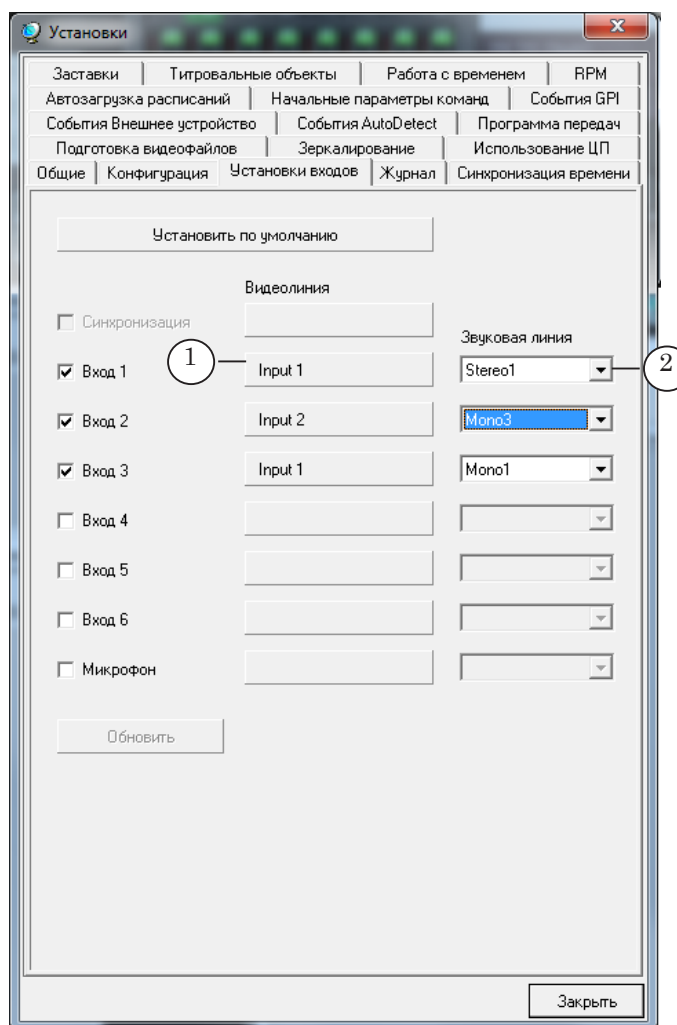 Установки
Заставки Титровальные объекты Работа с временем RPM
Автозагрузка расписаний Начальные параметры команд События GPI
События Внешнее устройство События AutoDetect Программа передач
Подготовка видеофайлов Зеркалирование Использование ЦП
Общие Конфигурация Установки входов Журнал Синхронизация времени
Установить по умолчанию
Видеолиния
Синхронизация
Звуковая линия
Вход 1 1 Input 1 Stereo1 2
Вход 2 Input 2 Mono3
Вход 3 Input 1 Mono1
Вход 4
Вход 5
Вход 6
Микрофон
Обновить
Закрыть